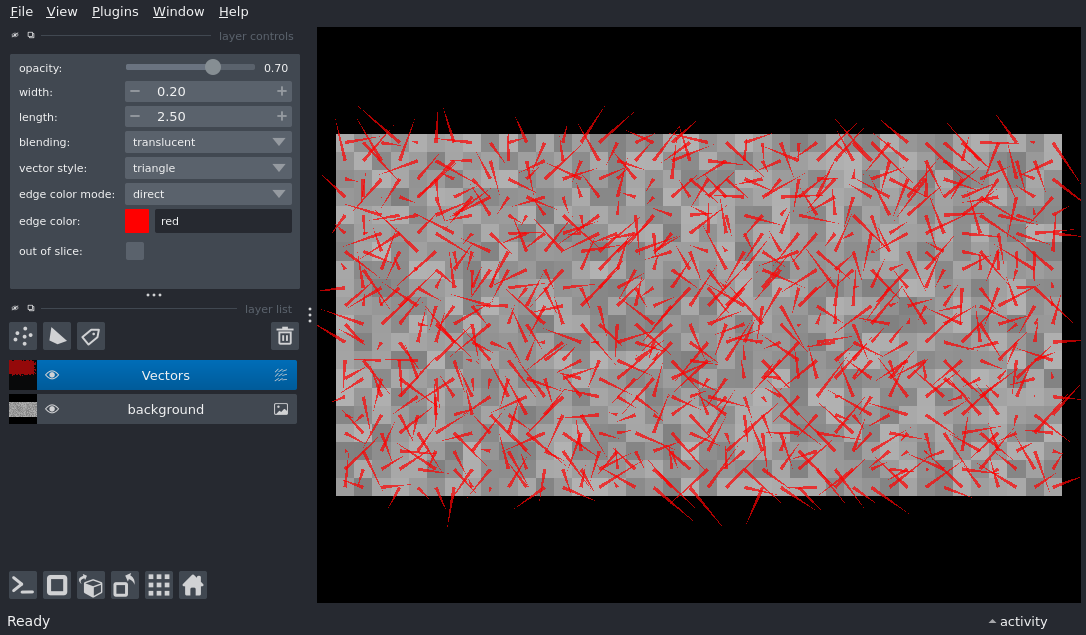 File View Plugins Window Help
layer controls
opacity: 0.70
width: 0.20
length: 2.50
blending: translucent
vector style: triangle
edge color mode: direct
edge color: red
out of slice:
layer list
Vectors
background
Ready activity